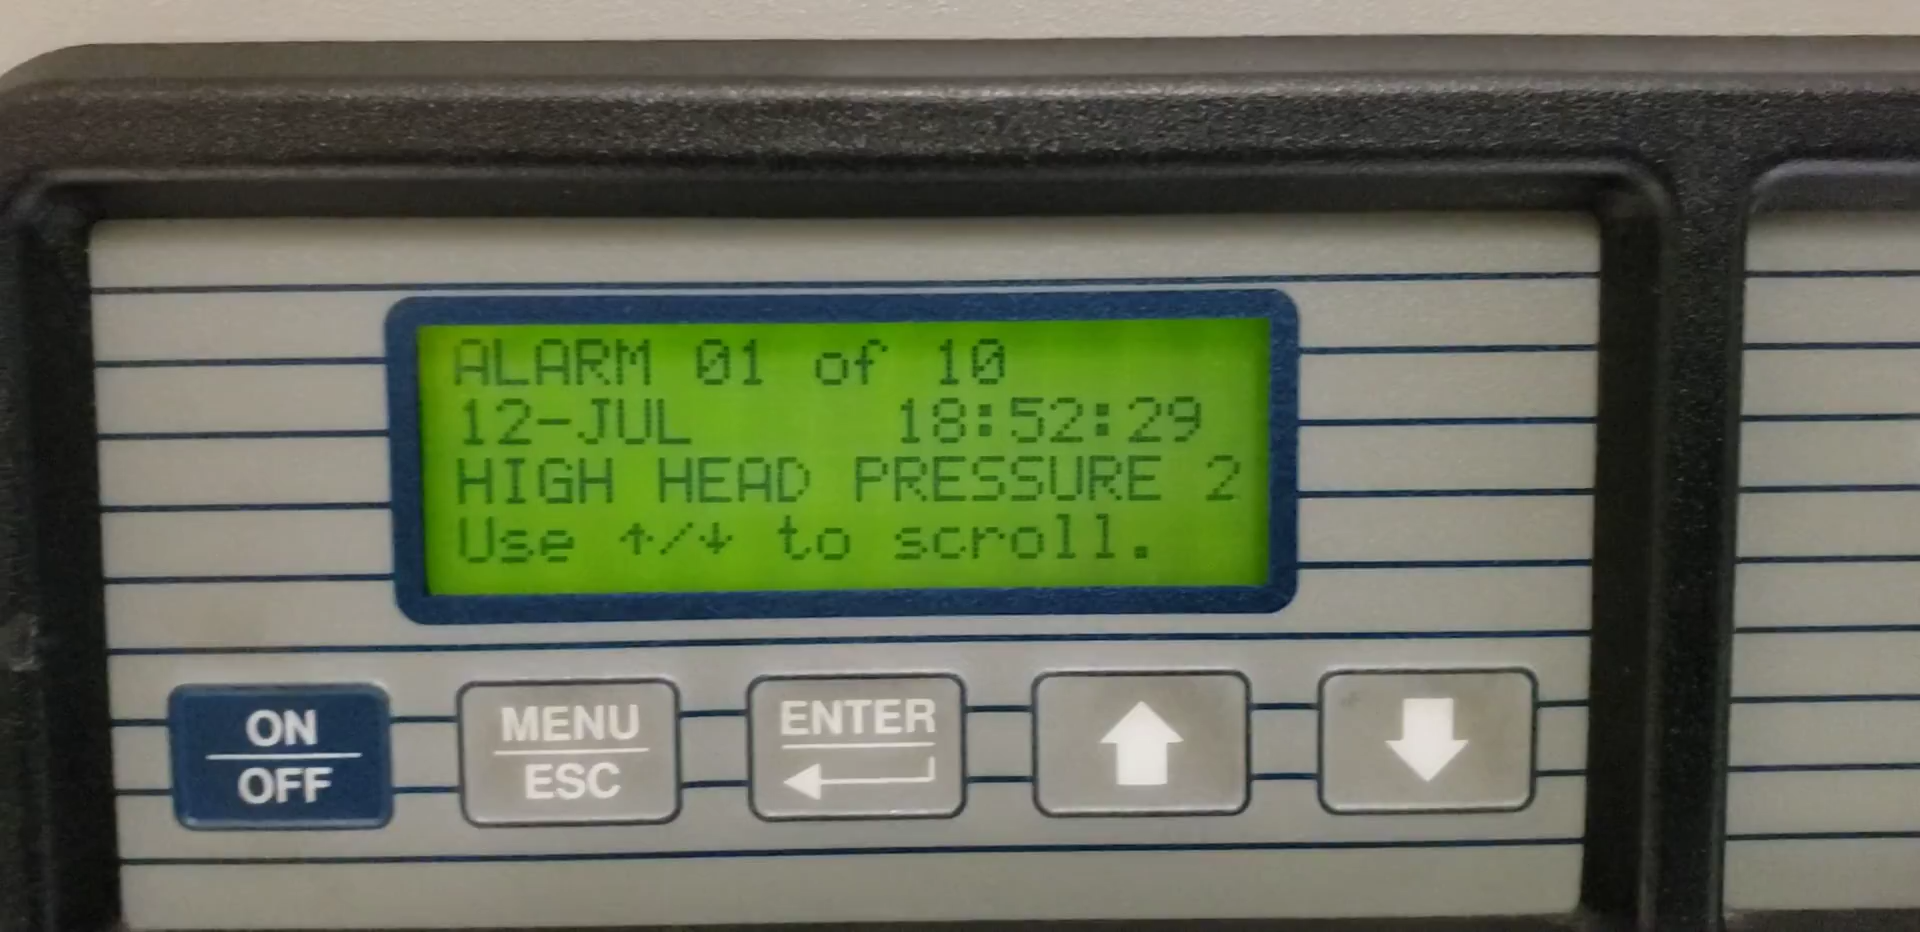 ALARM 01 of 10
12-JUL 18:52:29
HIGH HEAD PRESSURE 2
Use ↑/↓ to scroll.
ON
OFF
MENU
ESC
ENTER